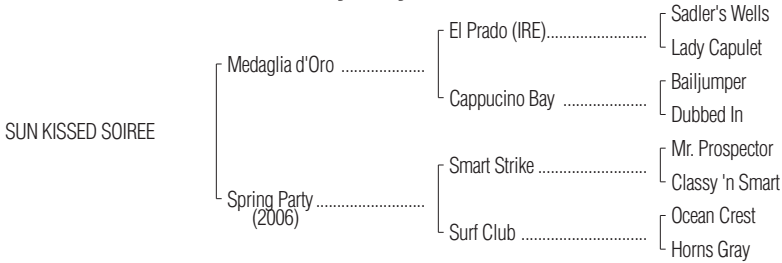 Sadler's Wells
El Prado (IRE)........................
Lady Capulet
Medaglia d'Oro ....................
Bailjumper
Cappucino Bay ....................
Dubbed In
SUN KISSED SOIREE
Mr. Prospector
Smart Strike ..........................
Classy 'n Smart
Spring Party ..........................
(2006)
Ocean Crest
Surf Club ..............................
Horns Gray